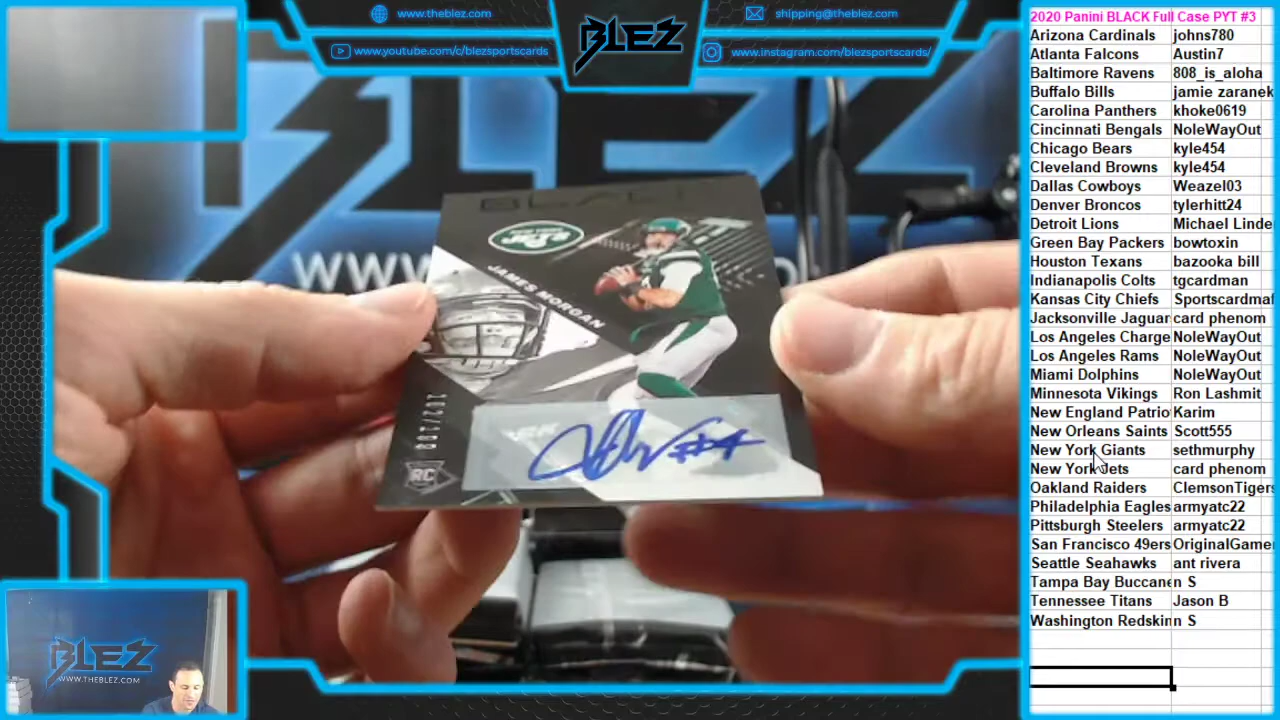 www.theblez.com
www.youtube.com/c/blezsportscards/
BLEZ
shipping@theblez.com
www.instagram.com/blezsportscards/
BLACK
JAMES MORGAN
RC
BLEZ
WWW.THEBLEZ.COM
2020 Panini BLACK Full Case PYT #3
Arizona Cardinals johns780
Atlanta Falcons Austin7
Baltimore Ravens 808_is_aloha
Buffalo Bills jamie zaranek
Carolina Panthers khoke0619
Cincinnati Bengals NoleWayOut
Chicago Bears kyle454
Cleveland Browns kyle454
Dallas Cowboys Weazel03
Denver Broncos tylerhitt24
Detroit Lions Michael Linde
Green Bay Packers bowtoxin
Houston Texans bazooka bill
Indianapolis Colts tgcardman
Kansas City Chiefs Sportscardma
Jacksonville Jaguar card phenom
Los Angeles Charge NoleWayOut
Los Angeles Rams NoleWayOut
Miami Dolphins NoleWayOut
Minnesota Vikings Ron Lashmit
New England Patrio Karim
New Orleans Saints Scott555
New York Giants sethmurphy
New York Jets card phenom
Oakland Raiders ClemsonTigers
Philadelphia Eagles armyatc22
Pittsburgh Steelers armyatc22
San Francisco 49ers OriginalGame
Seattle Seahawks ant rivera
Tampa Bay Buccanen S
Tennessee Titans Jason B
Washington Redskin n S